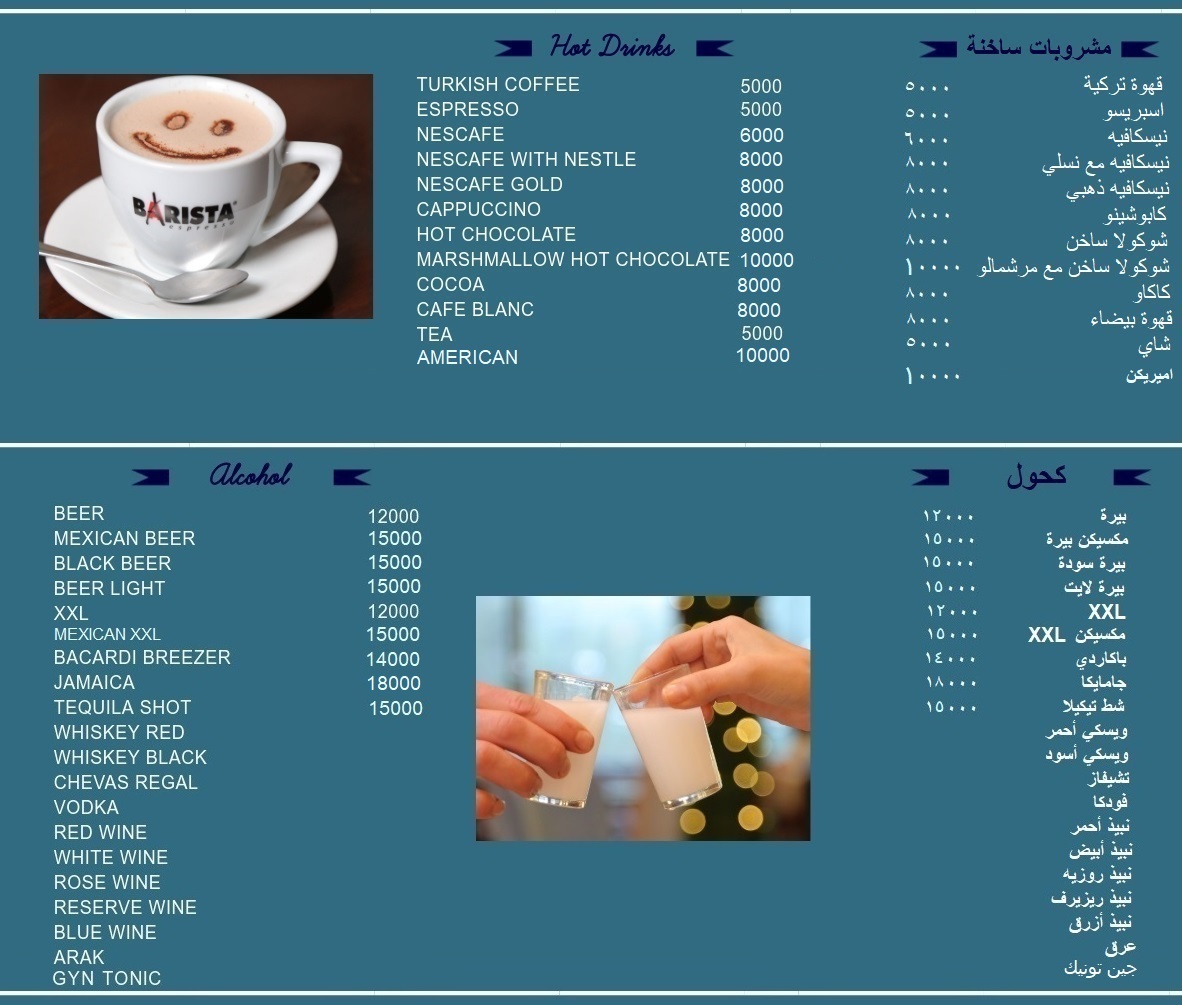 Hot Drinks
مشروبات ساخنة
BARISTA
espresso
TURKISH COFFEE 5000
ESPRESSO 5000
NESCAFE 6000
NESCAFE WITH NESTLE 8000
NESCAFE GOLD 8000
CAPPUCCINO 8000
HOT CHOCOLATE 8000
MARSHMALLOW HOT CHOCOLATE 10000
COCOA 8000
CAFE BLANC 8000
TEA 5000
AMERICAN 10000
قهوة تركية ٥٠٠٠
اسبريسو ٥٠٠٠
نيسكافيه ٦٠٠٠
نيسكافيه مع نسلي ٨٠٠٠
نيسكافيه ذهبي ٨٠٠٠
كابوشينو ٨٠٠٠
شوكولا ساخن ٨٠٠٠
شوكولا ساخن مع مرشمالو ١٠٠٠٠
كاكاو ٨٠٠٠
قهوة بيضاء ٨٠٠٠
شاي ٥٠٠٠
اميريكن ١٠٠٠٠
Alcohol
كحول
BEER 12000
MEXICAN BEER 15000
BLACK BEER 15000
BEER LIGHT 15000
XXL 12000
MEXICAN XXL 15000
BACARDI BREEZER 14000
JAMAICA 18000
TEQUILA SHOT 15000
WHISKEY RED
WHISKEY BLACK
CHEVAS REGAL
VODKA
RED WINE
WHITE WINE
ROSE WINE
RESERVE WINE
BLUE WINE
ARAK
GYN TONIC
بيرة ١٢٠٠٠
مكسيكن بيرة ١٥٠٠٠
بيرة سودة ١٥٠٠٠
بيرة لايت ١٥٠٠٠
XXL ١٢٠٠٠
مكسيكن XXL ١٥٠٠٠
باكاردي ١٤٠٠٠
جامايكا ١٨٠٠٠
شط تيكيلا ١٥٠٠٠
ويسكي أحمر
ويسكي أسود
تشيفاز
فودكا
نبيذ أحمر
نبيذ أبيض
نبيذ روزيه
نبيذ ريزيرف
نبيذ أزرق
عرق
جين تونيك